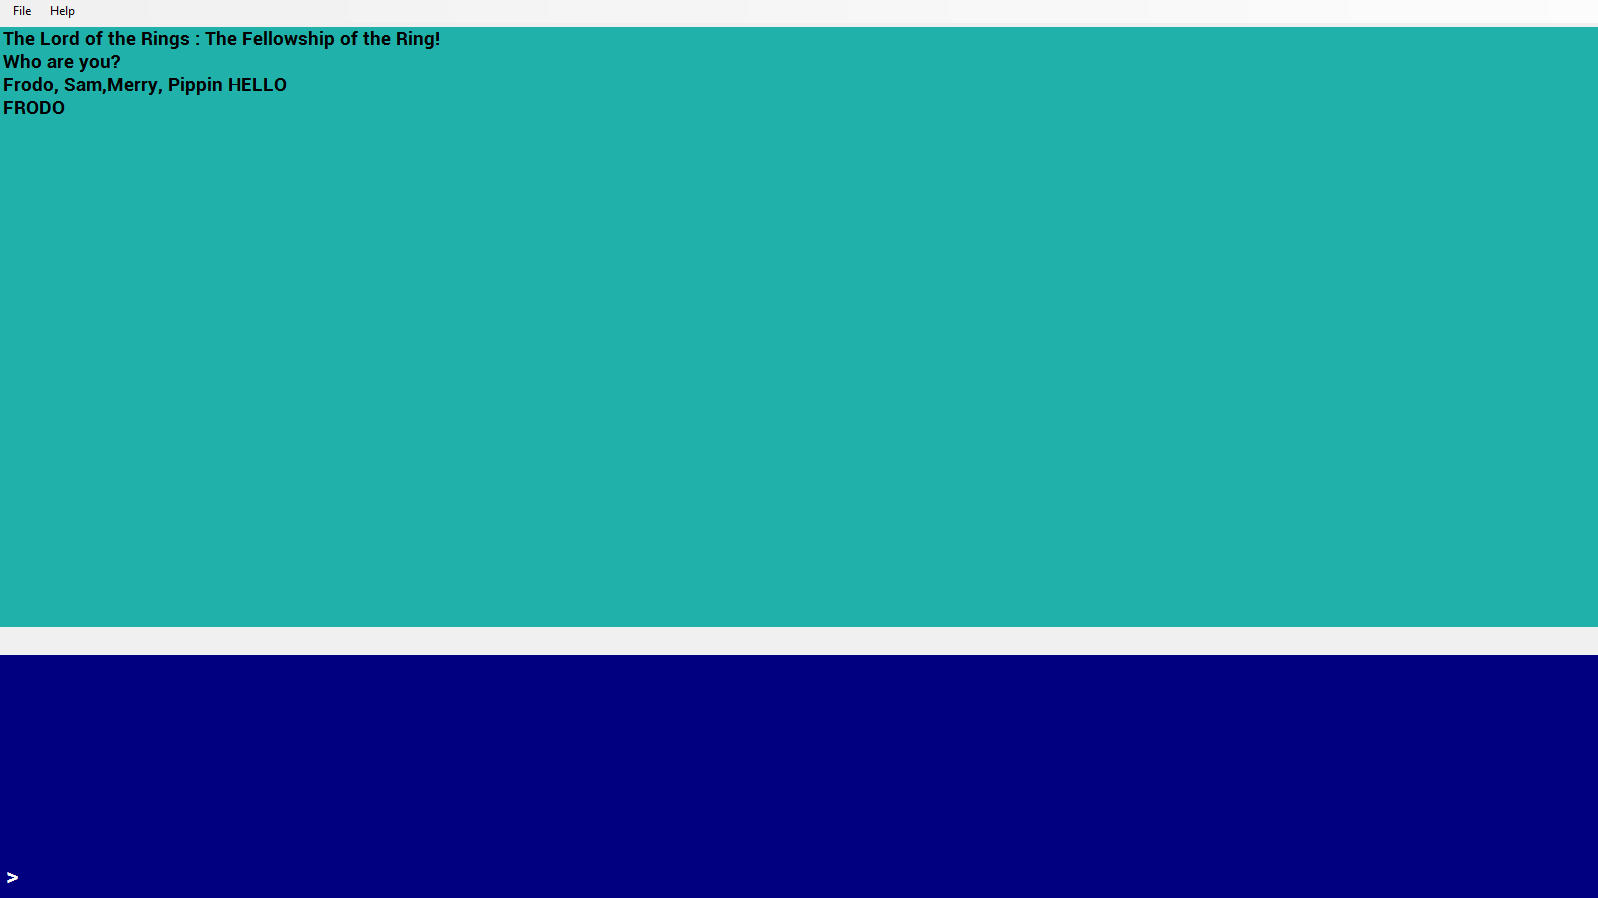 File Help
The Lord of the Rings : The Fellowship of the Ring!
Who are you?
Frodo, Sam,Merry, Pippin HELLO
FRODO
>